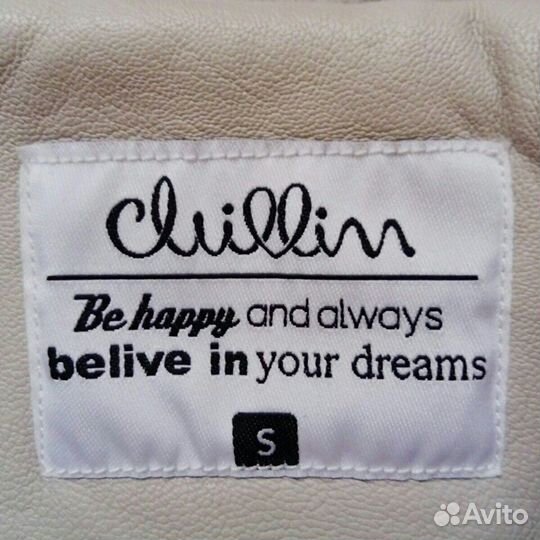 Chillin
Be happy and always
belive in your dreams
S
Avito